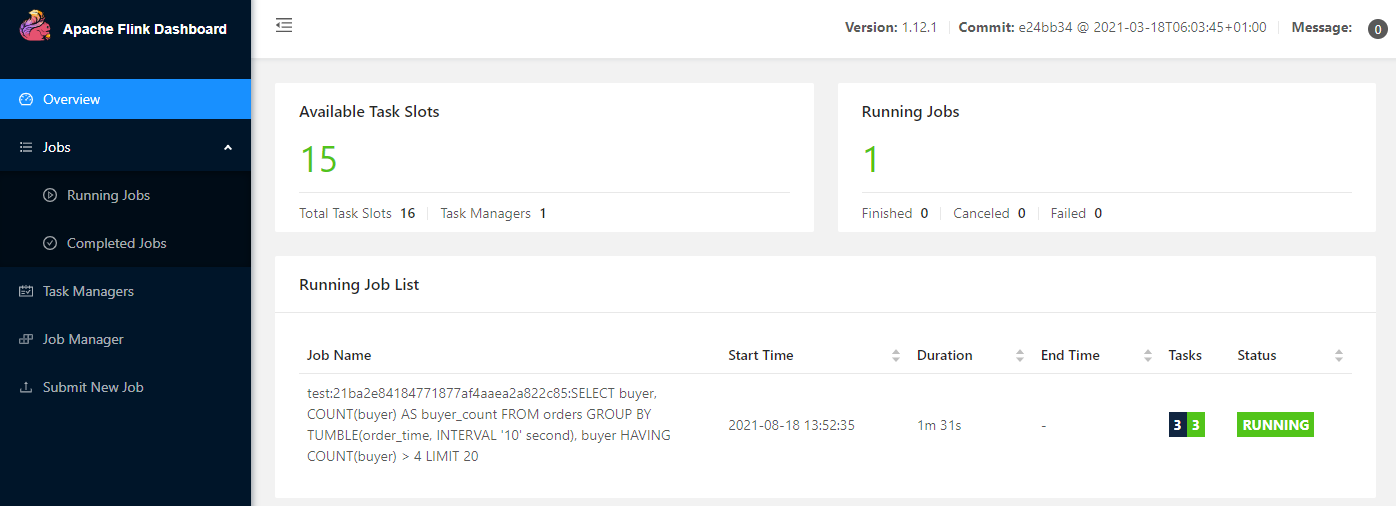 Apache Flink Dashboard
Version: 1.12.1 Commit: e24bb34 @ 2021-03-18T06:03:45+01:00 Message: 0
Overview
Jobs
Running Jobs
Completed Jobs
Task Managers
Job Manager
Submit New Job
Available Task Slots
15
Total Task Slots 16 Task Managers 1
Running Jobs
1
Finished 0 Canceled 0 Failed 0
Running Job List
Job Name Start Time Duration End Time Tasks Status
test:21ba2e84184771877af4aaea2a822c85:SELECT buyer,
COUNT(buyer) AS buyer_count FROM orders GROUP BY
TUMBLE(order_time, INTERVAL '10' second), buyer HAVING
COUNT(buyer) > 4 LIMIT 20
2021-08-18 13:52:35 1m 31s - 3 3 RUNNING